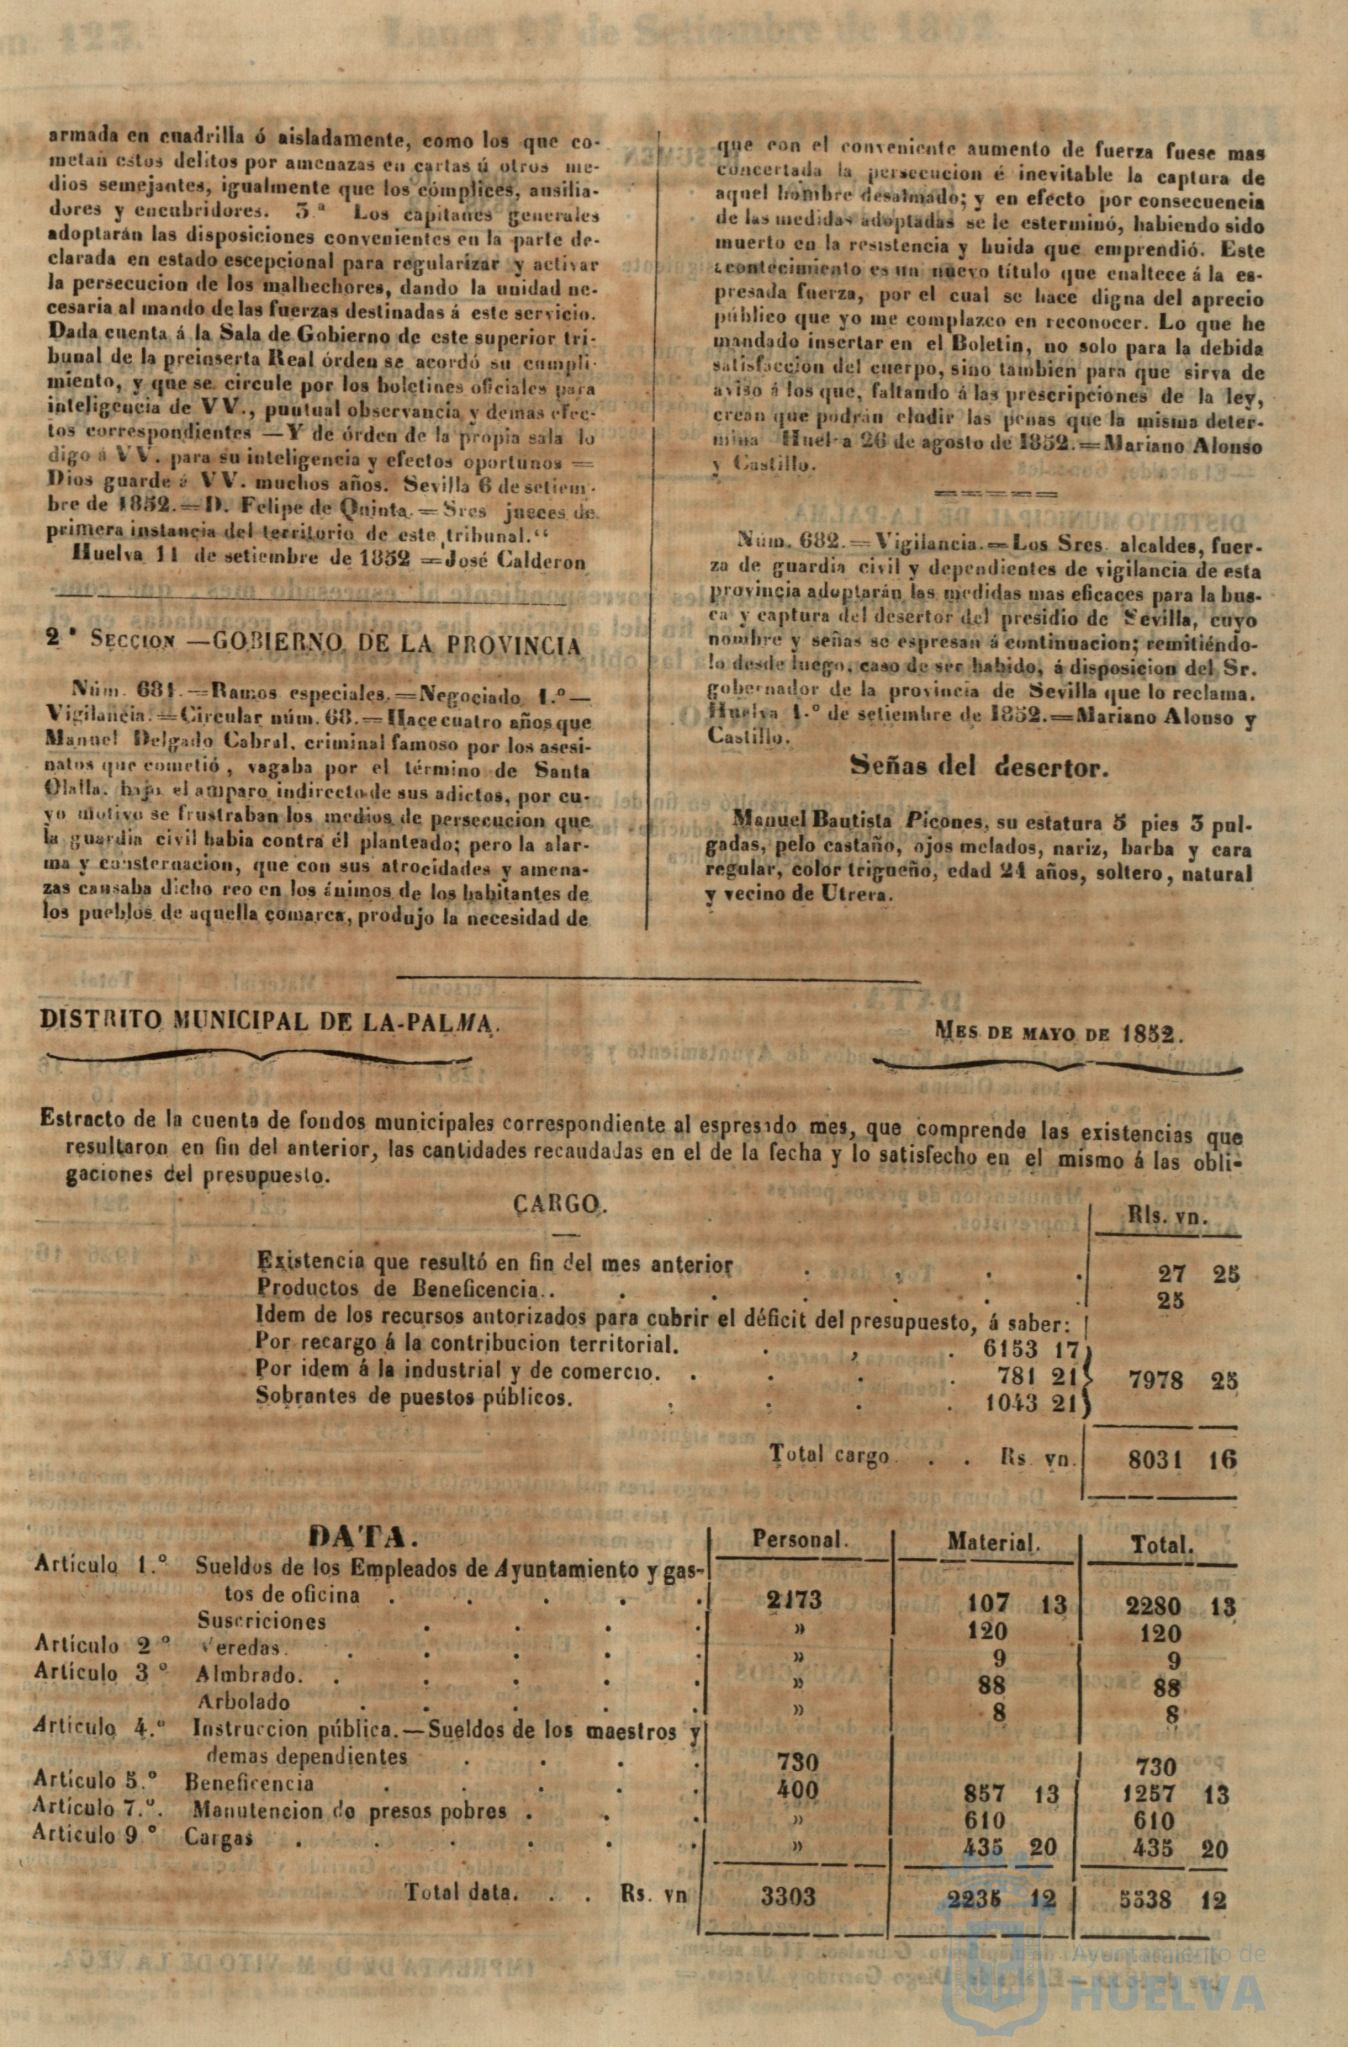 armada en cuadrilla ó aisladamente, como los que co-
metan estos delitos por amenazas en cartas ú otros me-
dios semejantes, igualmente que los cómplices, ausilia-
dores y encubridores. 3.ª Los capitanes generales
adoptarán las disposiciones convenientes en la parte de-
clarada en estado escepcional para regularizar y activar
la persecucion de los malhechores, dando la unidad ne-
cesaria al mando de las fuerzas destinadas á este servicio.
Dada cuenta á la Sala de Gobierno de este superior tri-
bunal de la preinserta Real órden se acordó su cumpli-
miento, y que se circule por los boletines oficiales para
inteligencia de VV., puntual observancia y demas efec-
tos correspondientes —Y de órden de la propia sala lo
digo á VV. para su inteligencia y efectos oportunos =
Dios guarde á VV. muchos años. Sevilla 6 de setiem-
bre de 1852.=D. Felipe de Quinta.=Sres jueces de
primera instancia del territorio de este tribunal.“
Huelva 11 de setiembre de 1852 =José Calderon
2ª SECCION —GOBIERNO DE LA PROVINCIA
Núm. 681.=Ramos especiales.=Negociado 1.º—
Vigilancia.=Circular núm. 68.=Hace cuatro años que
Manuel Delgado Cabral, criminal famoso por los asesi-
natos que cometió, vagaba por el término de Santa
Olalla, bajo el amparo indirecto de sus adictos, por cu-
yo motivo se frustraban los medios de persecucion que
la guardia civil habia contra él planteado; pero la alar-
ma y consternacion, que con sus atrocidades y amena-
zas causaba dicho reo en los ánimos de los habitantes de
los pueblos de aquella comarca, produjo la necesidad de
que con el conveniente aumento de fuerza fuese mas
concertada la persecucion é inevitable la captura de
aquel hombre desalmado; y en efecto por consecuencia
de las medidas adoptadas se le esterminó, habiendo sido
muerto en la resistencia y huida que emprendió. Este
acontecimiento es un nuevo título que enaltece á la es-
presada fuerza, por el cual se hace digna del aprecio
público que yo me complazco en reconocer. Lo que he
mandado insertar en el Boletin, no solo para la debida
satisfaccion del cuerpo, sino tambien para que sirva de
aviso á los que, faltando á las prescripciones de la ley,
crean que podrán eludir las penas que la misma deter-
mina Huelva 26 de agosto de 1852.=Mariano Alonso
y Castillo.
Núm. 682.=Vigilancia.=Los Sres. alcaldes, fuer-
za de guardia civil y dependientes de vigilancia de esta
provincia adoptarán las medidas mas eficaces para la bus-
ca y captura del desertor del presidio de Sevilla, cuyo
nombre y señas se espresan á continuacion; remitiéndo-
lo desde luego, caso de ser habido, á disposicion del Sr.
gobernador de la provincia de Sevilla que lo reclama.
Huelva 1.º de setiembre de 1852.=Mariano Alonso y
Castillo.
Señas del desertor.
Manuel Bautista Picones, su estatura 5 pies 3 pul-
gadas, pelo castaño, ojos melados, nariz, barba y cara
regular, color trigueño, edad 24 años, soltero, natural
y vecino de Utrera.
DISTRITO MUNICIPAL DE LA-PALMA. MES DE MAYO DE 1852.
Estracto de la cuenta de fondos municipales correspondiente al espresado mes, que comprende las existencias que
resultaron en fin del anterior, las cantidades recaudadas en el de la fecha y lo satisfecho en el mismo á las obli-
gaciones del presupuesto.
CARGO.
Rls. vn.
Existencia que resultó en fin del mes anterior . . . . 27 25
Productos de Beneficencia.. . . . . . . 25
Idem de los recursos autorizados para cubrir el déficit del presupuesto, á saber:
Por recargo á la contribucion territorial. . . . 6153 17
Por idem á la industrial y de comercio. . . . . 781 21 } 7978 25
Sobrantes de puestos públicos. . . . . 1043 21
Total cargo . . . Rs. vn. 8031 16
DATA. Personal. Material. Total.
Artículo 1.º Sueldos de los Empleados de Ayuntamiento y gas-
tos de oficina . . . . . 2173 107 13 2280 13
Suscriciones . . . . » 120 120
Artículo 2º Veredas. . . . . . » 9 9
Artículo 3º Almbrado. . . . . . » 88 88
Arbolado . . . . . » 8 8
Artículo 4.º Instruccion pública.—Sueldos de los maestros y
demas dependientes . . . . 730 730
Artículo 5.º Beneficencia . . . . . 400 857 13 1257 13
Artículo 7.º. Manutencion de presos pobres . . . » 610 610
Artículo 9º Cargas . . . . . . » 435 20 435 20
Total data. . . Rs. vn 3303 2235 12 5538 12
Ayuntamiento de
HUELVA